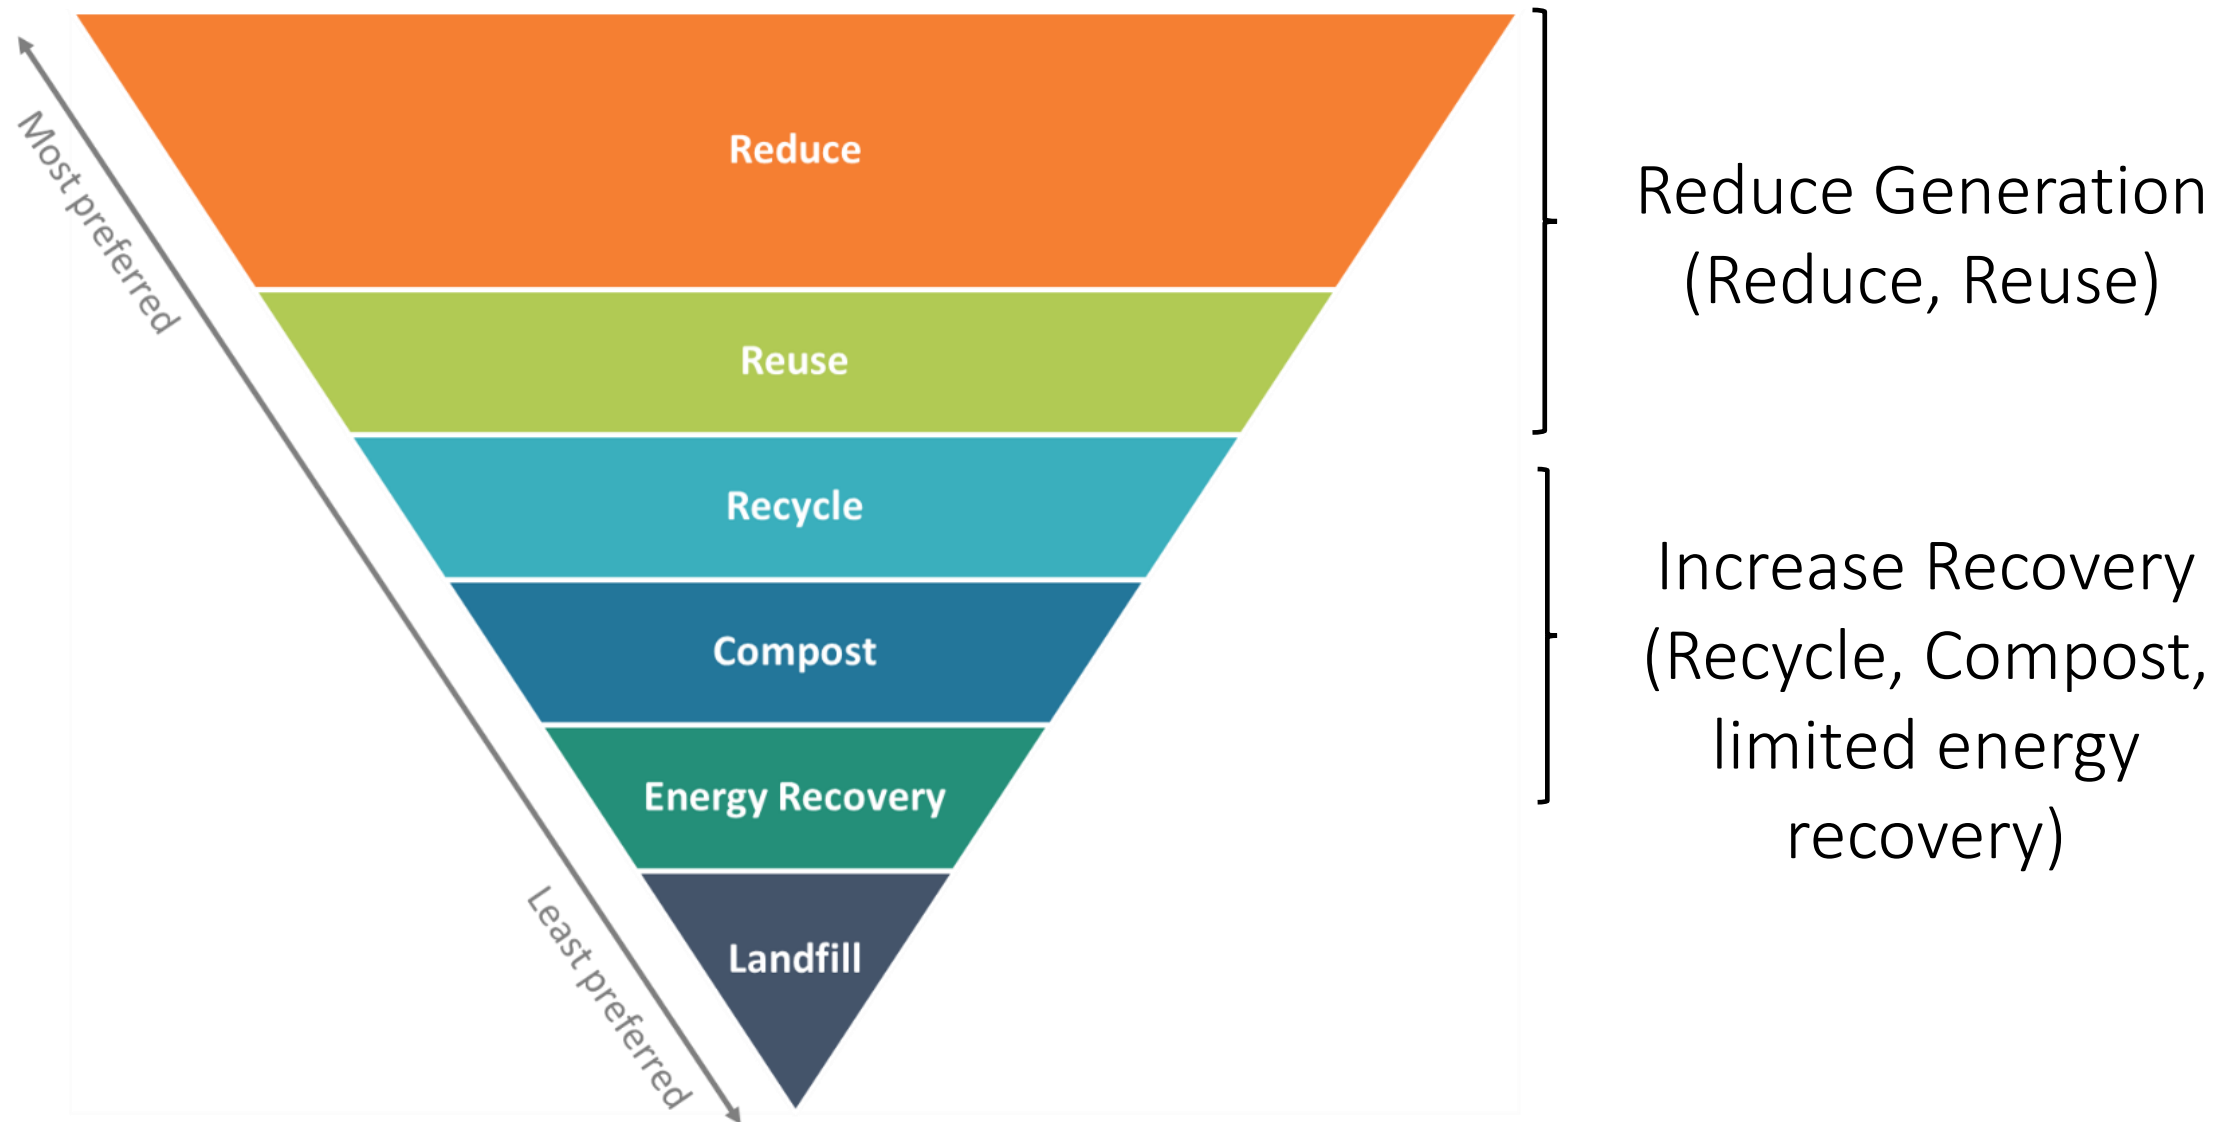 Most preferred
Reduce
Reuse
Recycle
Compost
Energy Recovery
Landfill
Least preferred
Reduce Generation
(Reduce, Reuse)
Increase Recovery
(Recycle, Compost,
limited energy
recovery)